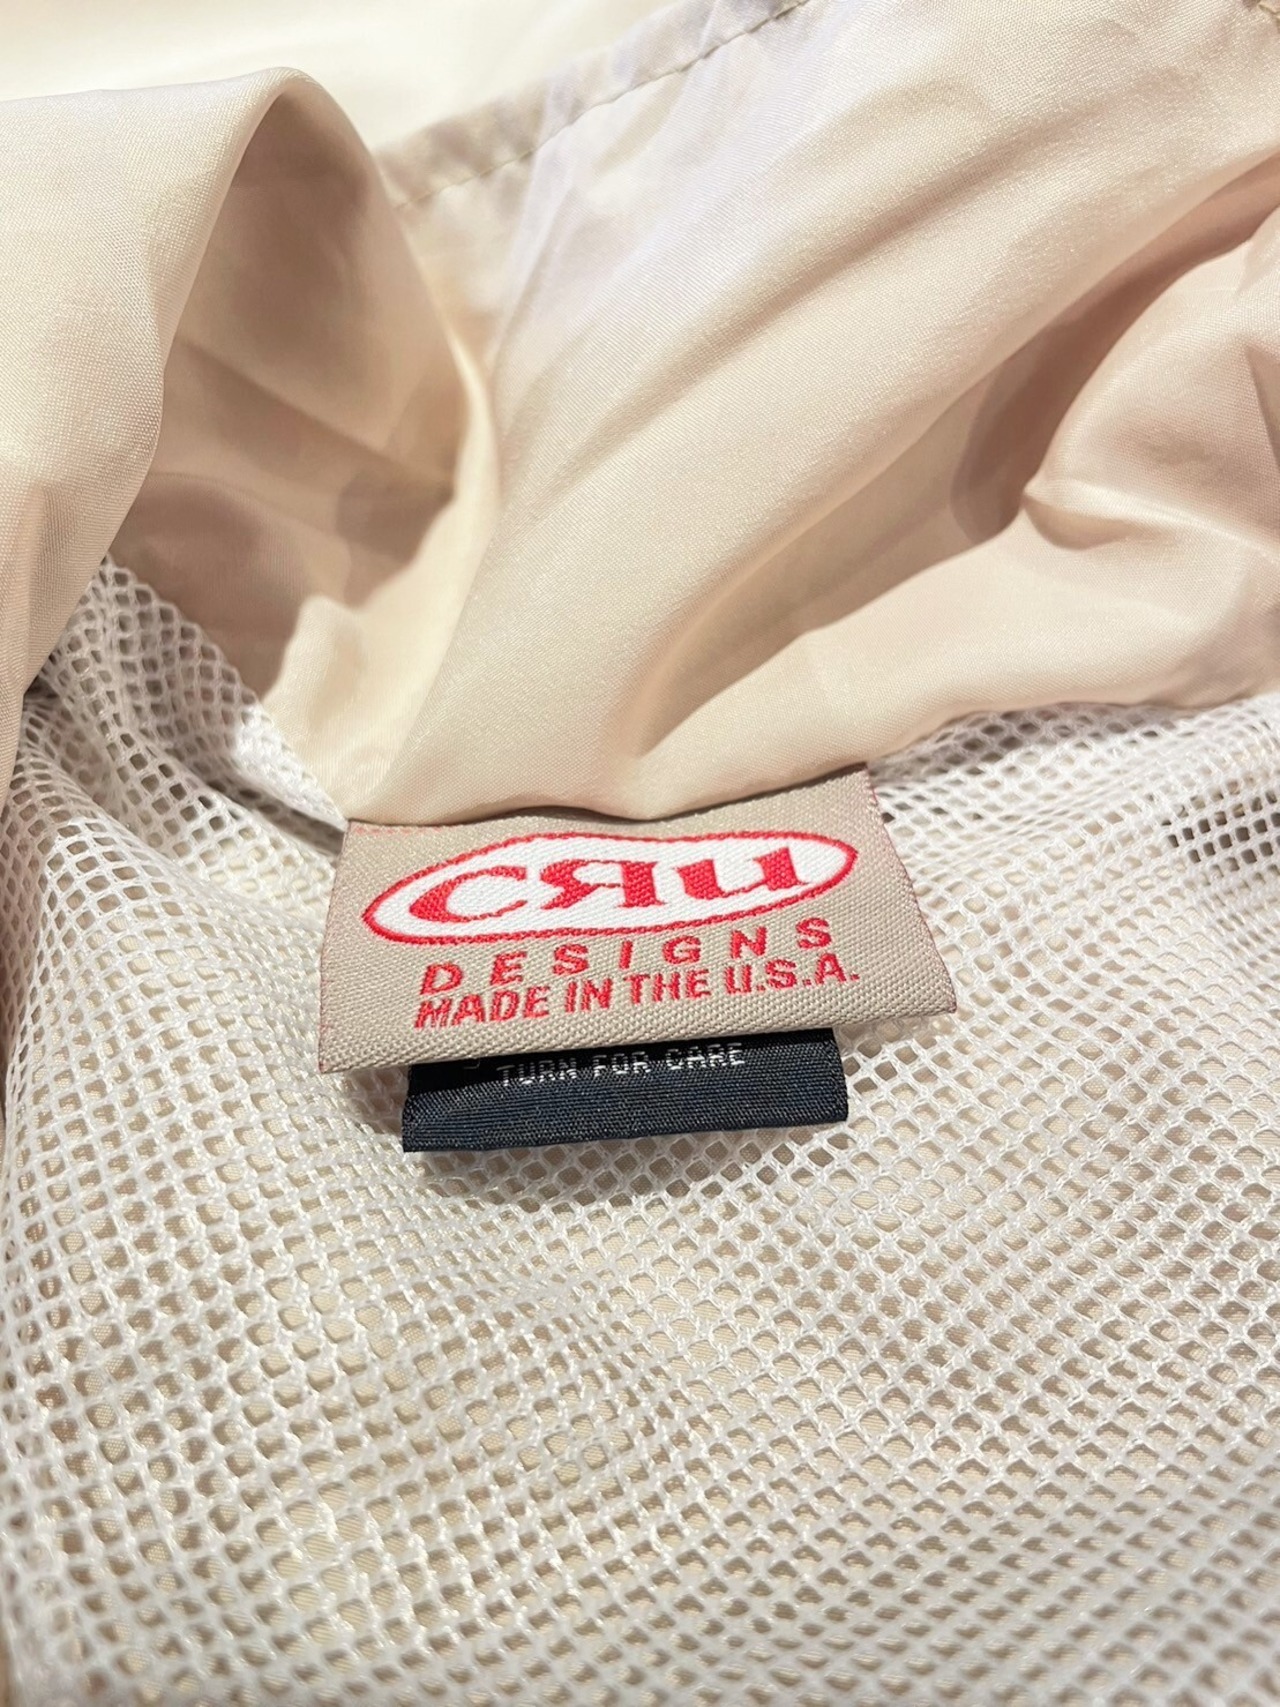 CRU
DESIGNS
MADE IN THE U.S.A.
TURN FOR CARE